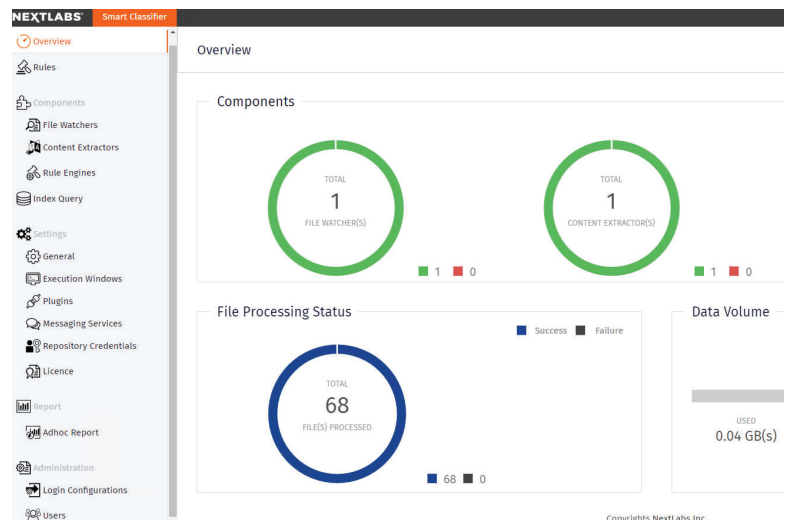 NEXTLABS® Smart Classifier
Overview
Rules
Components
File Watchers
Content Extractors
Rule Engines
Index Query
Settings
General
Execution Windows
Plugins
Messaging Services
Repository Credentials
Licence
Report
Adhoc Report
Administration
Login Configurations
Users
Overview
Components
TOTAL
1
FILE WATCHER(S)
1 0
TOTAL
1
CONTENT EXTRACTOR(S)
1 0
File Processing Status
Success Failure
TOTAL
68
FILE(S) PROCESSED
68 0
Data Volume
USED
0.04 GB(s)
Copyrights NextLabs Inc